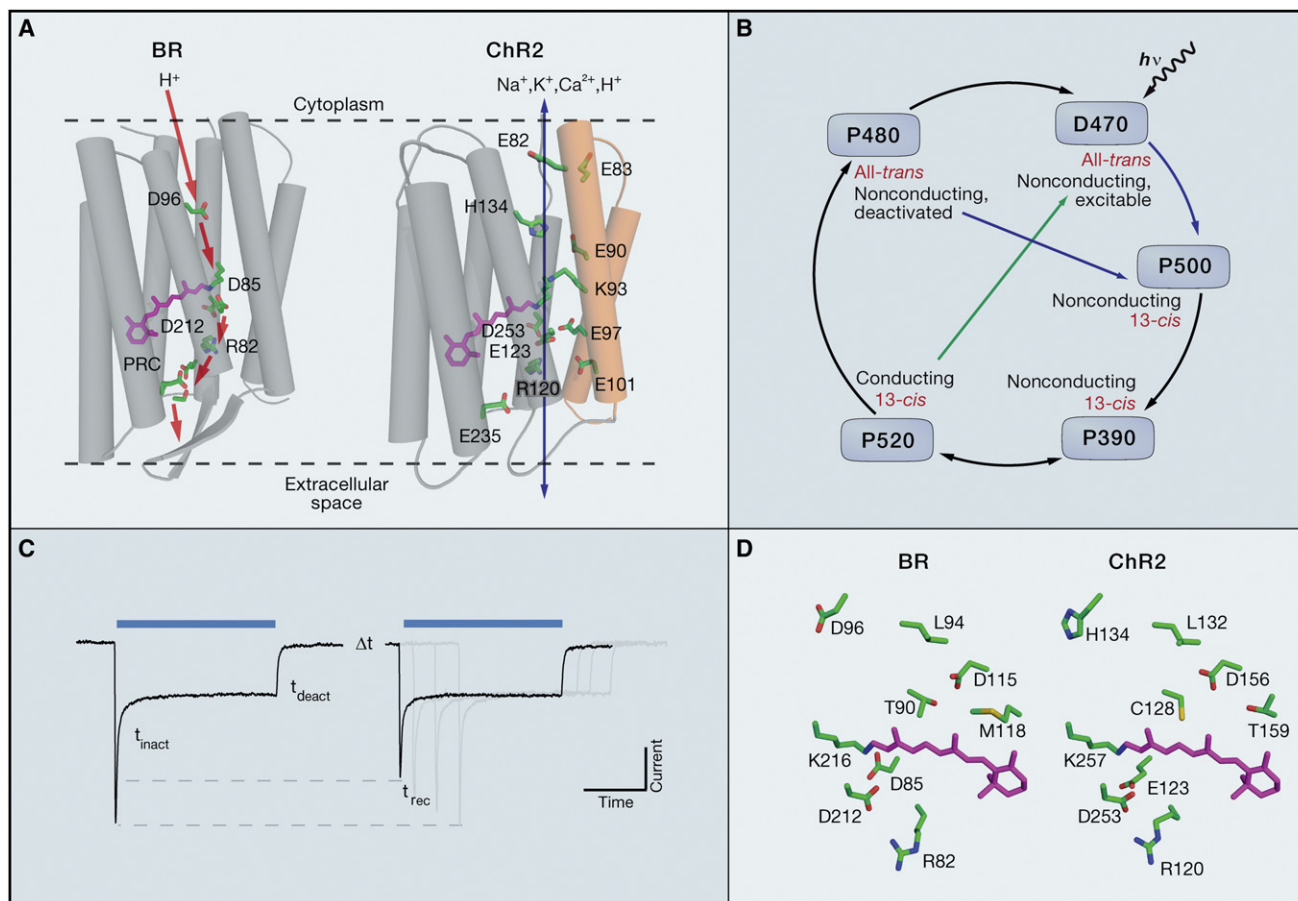 A
BR
H⁺
Cytoplasm
D96
D85
D212
R82
PRC
Extracellular
space
ChR2
Na⁺,K⁺,Ca²⁺,H⁺
E82
E83
H134
E90
K93
D253
E97
E123
R120
E101
E235
B
hν
P480
All-trans
Nonconducting,
deactivated
D470
All-trans
Nonconducting,
excitable
P500
Nonconducting
13-cis
Conducting
13-cis
P520
Nonconducting
13-cis
P390
C
Δt
t_deact
t_inact
t_rec
Current
Time
D
BR
D96
L94
D115
T90
M118
K216
D85
D212
R82
ChR2
H134
L132
D156
C128
T159
K257
E123
D253
R120